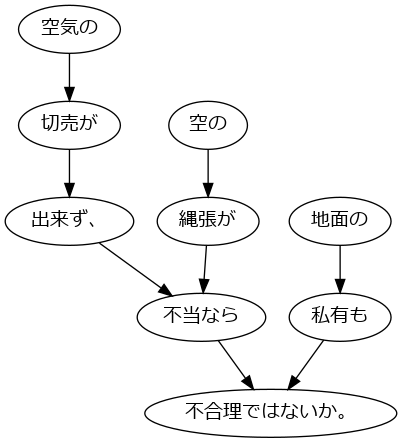 空気の
切売が
空の
出来ず、
縄張が
地面の
不当なら
私有も
不合理ではないか。